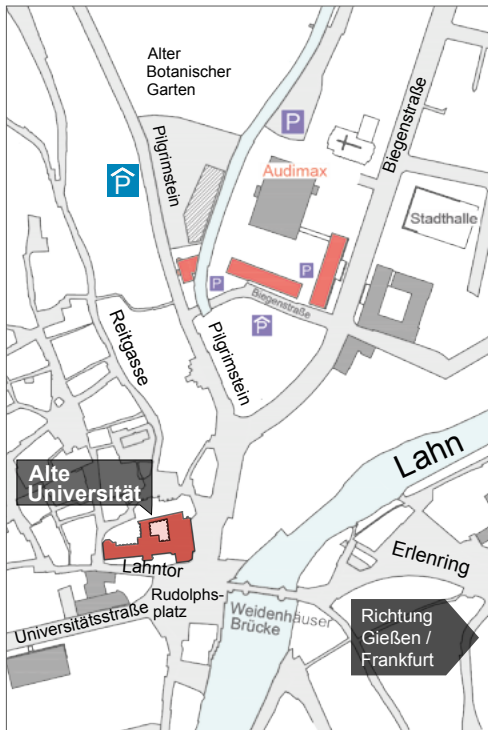 Alter
Botanischer
Garten
Biegenstraße
P
Pilgrimstein
Audimax
P
Stadthalle
P
P
Biegenstraße
P
Reitgasse
Pilgrimstein
Lahn
Alte
Universität
Erlenring
Lahntor
Rudolphs-
platz
Weidenhäuser
Brücke
Universitätsstraße
Richtung
Gießen /
Frankfurt